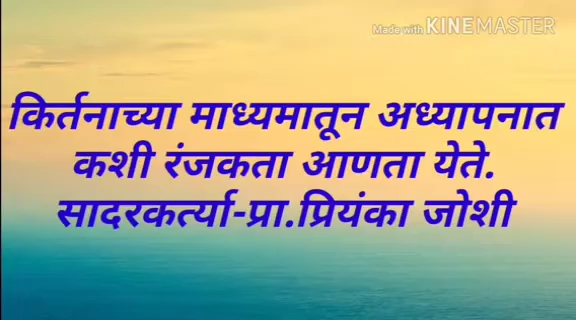 Made with KINEMASTER
किर्तनाच्या माध्यमातून अध्यापनात
कशी रंजकता आणता येते.
सादरकर्त्या-प्रा.प्रियंका जोशी